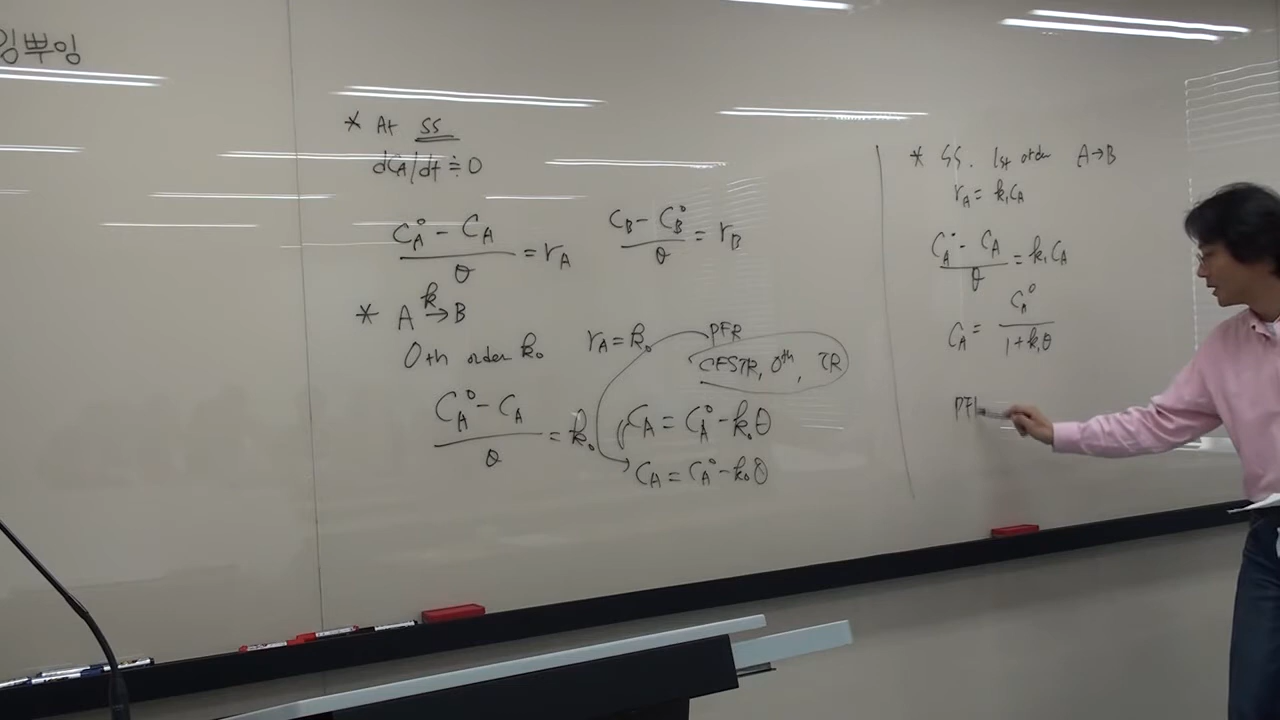 잉뿌잉
* At SS
dCA/dt ≒ 0
(CA° - CA)/θ = rA
(CB - CB°)/θ = rB
* A -k→ B
0th order k₀
rA = k₀
PFR
CFSTR, 0th, IR
(CA° - CA)/θ = k₀
CA = CA° - k₀θ
CA = CA° - k₀θ
* SS. 1st order A→B
rA = k₁CA
(CA° - CA)/θ = k₁CA
CA = CA°/(1+k₁θ)
PF